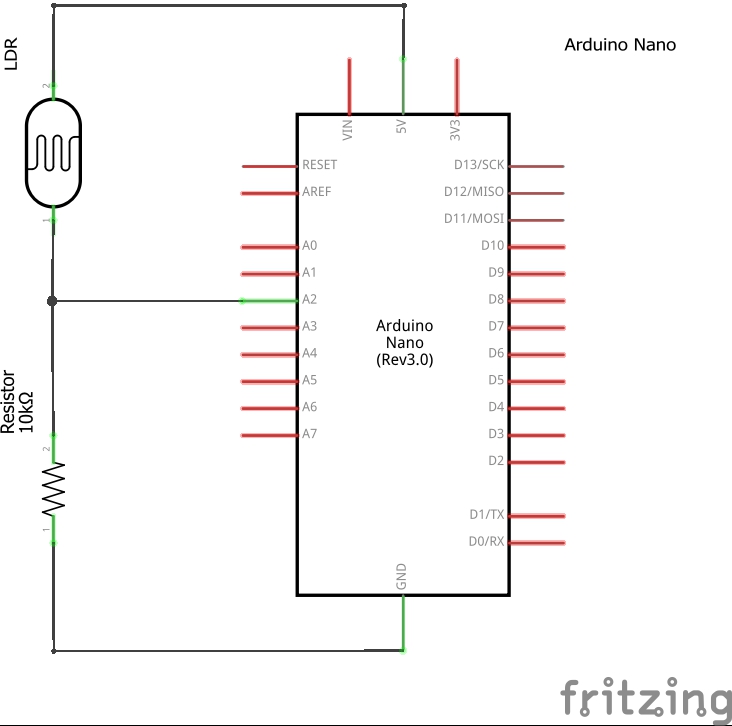 LDR
2
1
Arduino Nano
VIN
5V
3V3
RESET
AREF
A0
A1
A2
A3
A4
A5
A6
A7
D13/SCK
D12/MISO
D11/MOSI
D10
D9
D8
D7
D6
D5
D4
D3
D2
D1/TX
D0/RX
Arduino
Nano
(Rev3.0)
GND
Resistor
10kΩ
2
1
fritzing